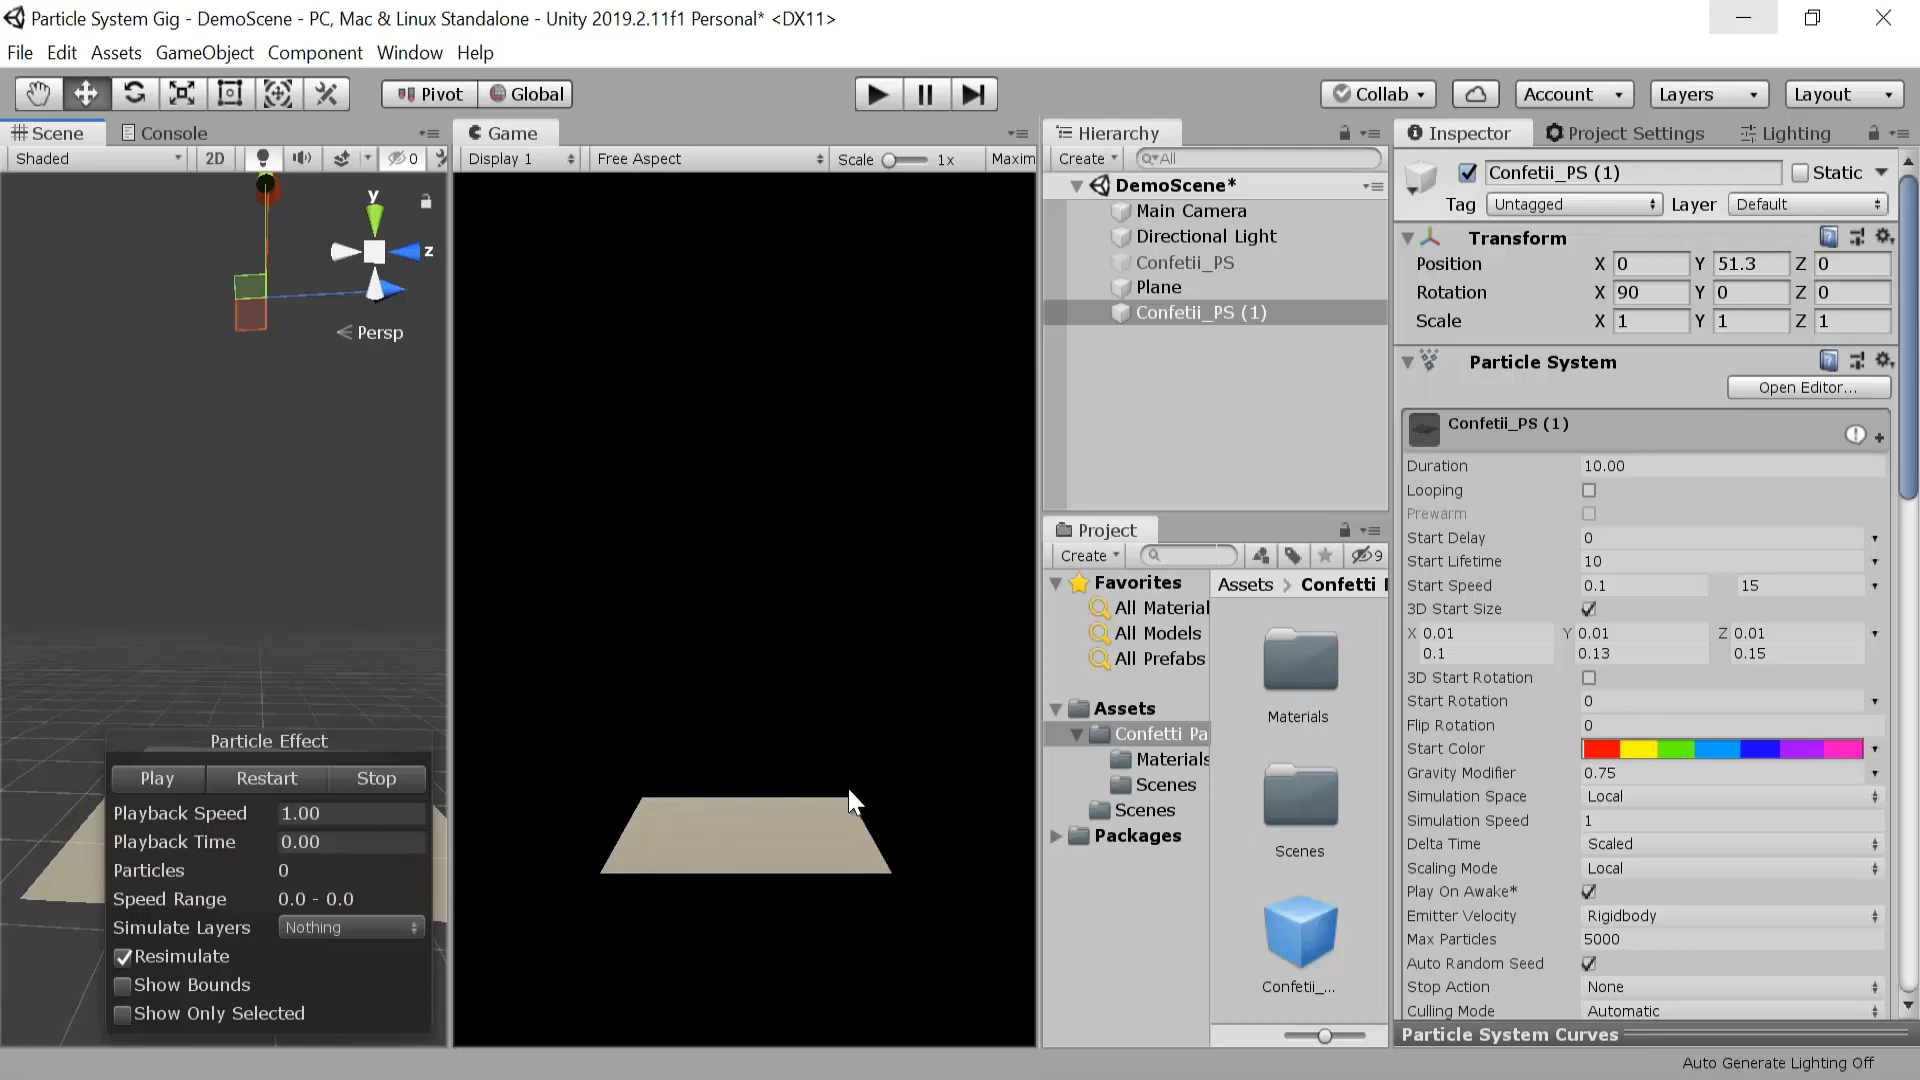 Particle System Gig - DemoScene - PC, Mac & Linux Standalone - Unity 2019.2.11f1 Personal* <DX11>
File Edit Assets GameObject Component Window Help
Pivot Global Collab Account Layers Layout
Scene Console
Shaded 2D 0
y
z
Persp
Particle Effect
Play Restart Stop
Playback Speed 1.00
Playback Time 0.00
Particles 0
Speed Range 0.0 - 0.0
Simulate Layers Nothing
Resimulate
Show Bounds
Show Only Selected
Game
Display 1 Free Aspect Scale 1x Maxim
Hierarchy
Create All
DemoScene*
Main Camera
Directional Light
Confetii_PS
Plane
Confetii_PS (1)
Project
Create 9
Favorites
All Material
All Models
All Prefabs
Assets
Confetti Pa
Materials
Scenes
Scenes
Packages
Assets > Confetti
Materials
Scenes
Confetii_...
Inspector Project Settings Lighting
Confetii_PS (1) Static
Tag Untagged Layer Default
Transform
Position X 0 Y 51.3 Z 0
Rotation X 90 Y 0 Z 0
Scale X 1 Y 1 Z 1
Particle System
Open Editor...
Confetii_PS (1)
Duration 10.00
Looping
Prewarm
Start Delay 0
Start Lifetime 10
Start Speed 0.1 15
3D Start Size
X 0.01 Y 0.01 Z 0.01
0.1 0.13 0.15
3D Start Rotation
Start Rotation 0
Flip Rotation 0
Start Color
Gravity Modifier 0.75
Simulation Space Local
Simulation Speed 1
Delta Time Scaled
Scaling Mode Local
Play On Awake*
Emitter Velocity Rigidbody
Max Particles 5000
Auto Random Seed
Stop Action None
Culling Mode Automatic
Particle System Curves
Auto Generate Lighting Off